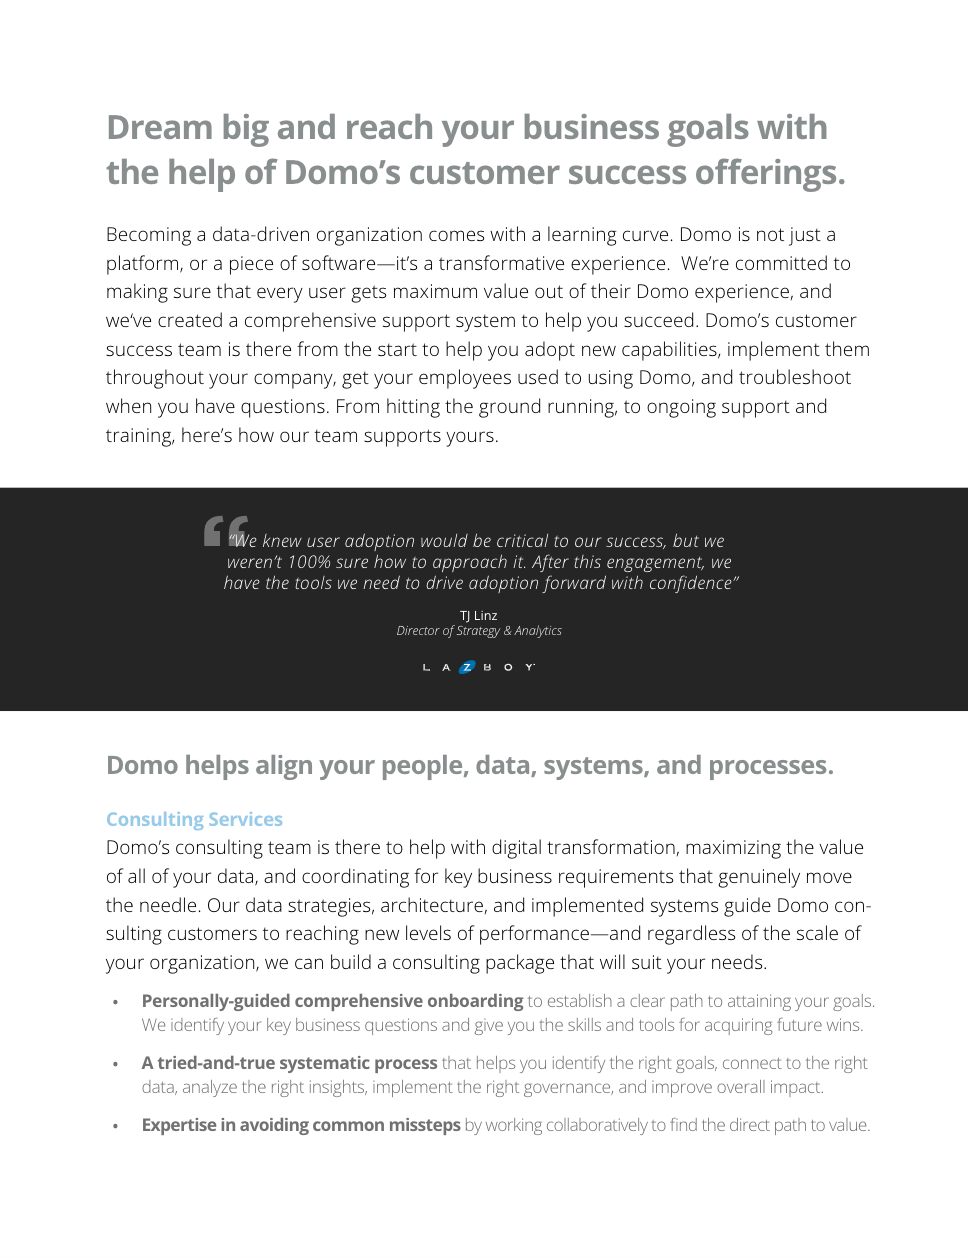 Dream big and reach your business goals with
the help of Domo’s customer success offerings.
Becoming a data-driven organization comes with a learning curve. Domo is not just a
platform, or a piece of software—it’s a transformative experience.  We’re committed to
making sure that every user gets maximum value out of their Domo experience, and
we‘ve created a comprehensive support system to help you succeed. Domo’s customer
success team is there from the start to help you adopt new capabilities, implement them
throughout your company, get your employees used to using Domo, and troubleshoot
when you have questions. From hitting the ground running, to ongoing support and
training, here’s how our team supports yours.
“
“We knew user adoption would be critical to our success, but we
weren’t 100% sure how to approach it. After this engagement, we
have the tools we need to drive adoption forward with confidence”
TJ Linz
Director of Strategy & Analytics
LAZBOY
Domo helps align your people, data, systems, and processes.
Consulting Services
Domo’s consulting team is there to help with digital transformation, maximizing the value
of all of your data, and coordinating for key business requirements that genuinely move
the needle. Our data strategies, architecture, and implemented systems guide Domo con-
sulting customers to reaching new levels of performance—and regardless of the scale of
your organization, we can build a consulting package that will suit your needs.
• Personally-guided comprehensive onboarding to establish a clear path to attaining your goals.
We identify your key business questions and give you the skills and tools for acquiring future wins.
• A tried-and-true systematic process that helps you identify the right goals, connect to the right
data, analyze the right insights, implement the right governance, and improve overall impact.
• Expertise in avoiding common missteps by working collaboratively to find the direct path to value.